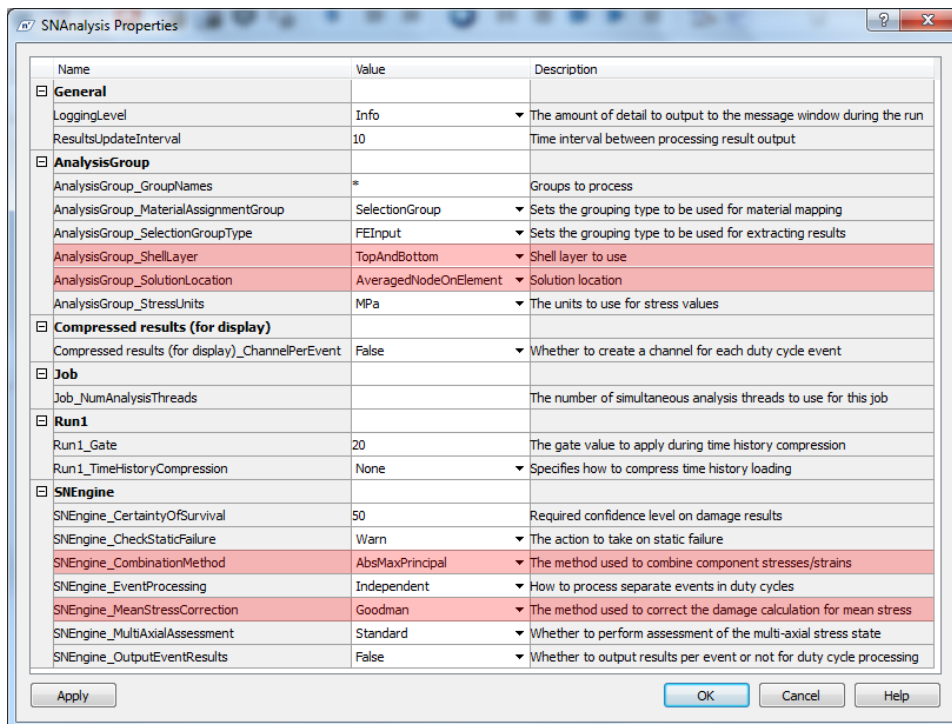 SNAnalysis Properties
Name Value Description
General
LoggingLevel Info The amount of detail to output to the message window during the run
ResultsUpdateInterval 10 Time interval between processing result output
AnalysisGroup
AnalysisGroup_GroupNames * Groups to process
AnalysisGroup_MaterialAssignmentGroup SelectionGroup Sets the grouping type to be used for material mapping
AnalysisGroup_SelectionGroupType FEInput Sets the grouping type to be used for extracting results
AnalysisGroup_ShellLayer TopAndBottom Shell layer to use
AnalysisGroup_SolutionLocation AveragedNodeOnElement Solution location
AnalysisGroup_StressUnits MPa The units to use for stress values
Compressed results (for display)
Compressed results (for display)_ChannelPerEvent False Whether to create a channel for each duty cycle event
Job
Job_NumAnalysisThreads The number of simultaneous analysis threads to use for this job
Run1
Run1_Gate 20 The gate value to apply during time history compression
Run1_TimeHistoryCompression None Specifies how to compress time history loading
SNEngine
SNEngine_CertaintyOfSurvival 50 Required confidence level on damage results
SNEngine_CheckStaticFailure Warn The action to take on static failure
SNEngine_CombinationMethod AbsMaxPrincipal The method used to combine component stresses/strains
SNEngine_EventProcessing Independent How to process separate events in duty cycles
SNEngine_MeanStressCorrection Goodman The method used to correct the damage calculation for mean stress
SNEngine_MultiAxialAssessment Standard Whether to perform assessment of the multi-axial stress state
SNEngine_OutputEventResults False Whether to output results per event or not for duty cycle processing
Apply OK Cancel Help